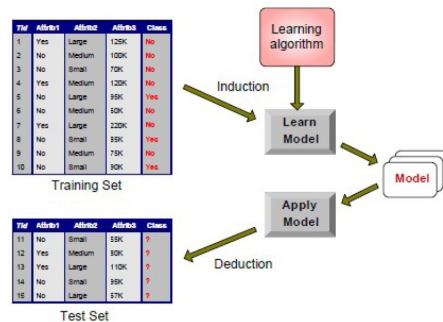 Tid Attrib1 Attrib2 Attrib3 Class
1 Yes Large 125K No
2 No Medium 100K No
3 No Small 70K No
4 Yes Medium 120K No
5 No Large 95K Yes
6 No Medium 60K No
7 Yes Large 220K No
8 No Small 85K Yes
9 No Medium 75K No
10 No Small 90K Yes
Training Set
Learning
algorithm
Induction
Learn
Model
Model
Apply
Model
Deduction
Tid Attrib1 Attrib2 Attrib3 Class
11 No Small 55K ?
12 Yes Medium 80K ?
13 Yes Large 110K ?
14 No Small 95K ?
15 No Large 67K ?
Test Set